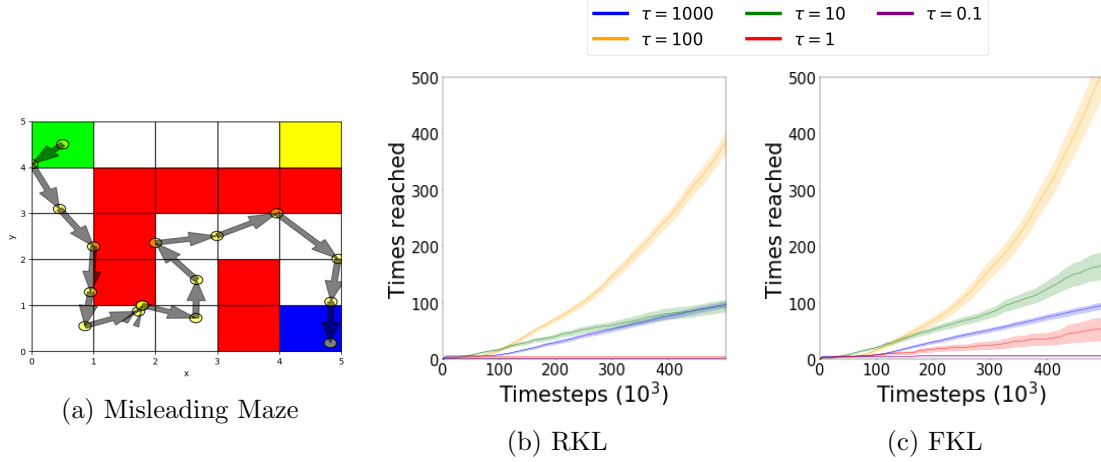 τ = 1000 τ = 10 τ = 0.1
τ = 100 τ = 1
5
4
3
2
1
0
y
0 1 2 3 4 5
x
(a) Misleading Maze
500
400
300
200
100
0
Times reached
0 100 200 300 400
Timesteps (10³)
(b) RKL
500
400
300
200
100
0
Times reached
0 100 200 300 400
Timesteps (10³)
(c) FKL